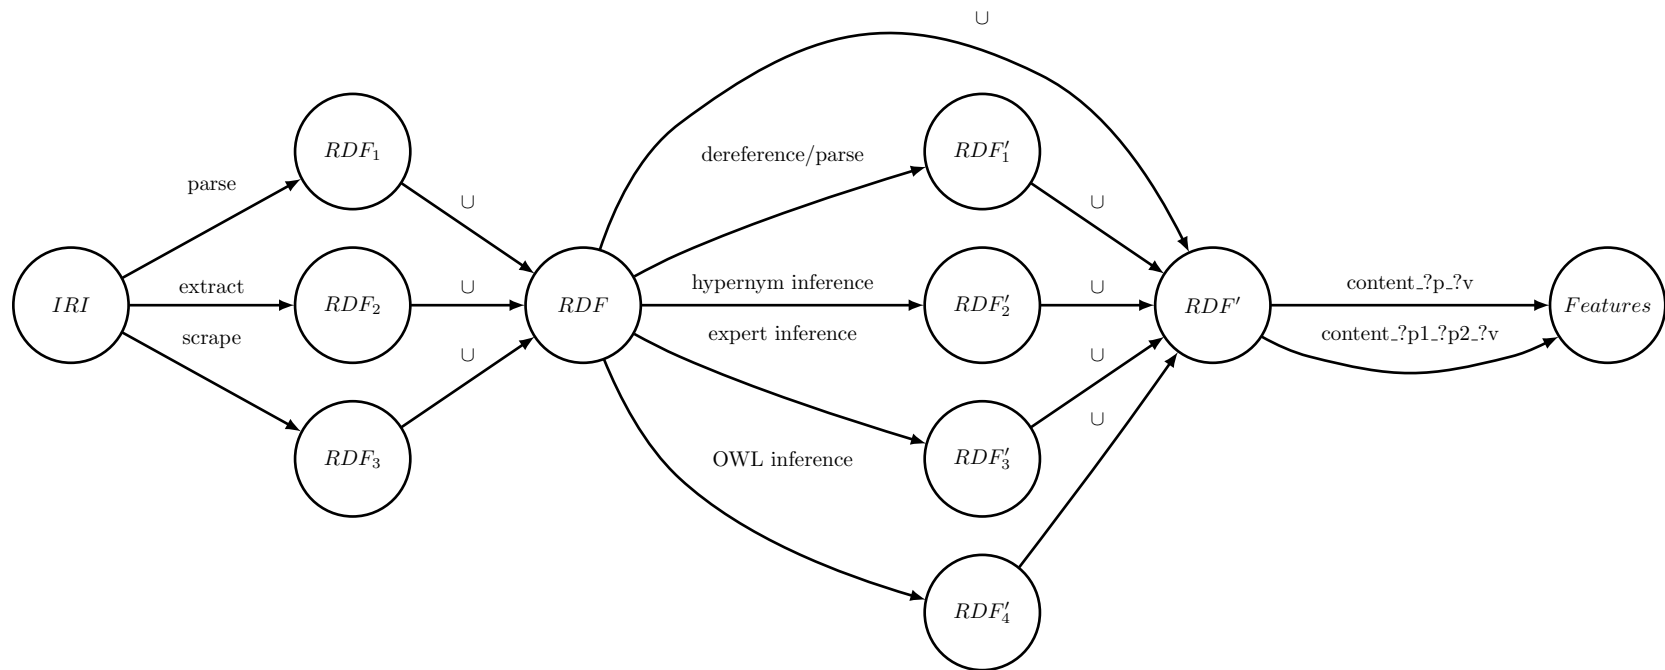 ∪
RDF₁
dereference/parse
RDF′₁
parse
∪
∪
IRI
extract
RDF₂
∪
RDF
hypernym inference
RDF′₂
∪
RDF′
content_?p_?v
Features
scrape
∪
expert inference
∪
content_?p1_?p2_?v
RDF₃
OWL inference
RDF′₃
∪
RDF′₄